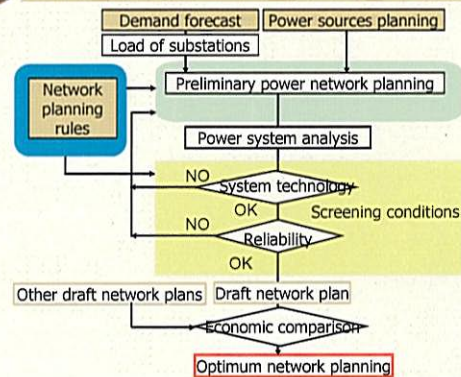 Demand forecast
Power sources planning
Load of substations
Network
planning
rules
Preliminary power network planning
Power system analysis
NO
System technology
OK
Screening conditions
NO
Reliability
OK
Other draft network plans
Draft network plan
Economic comparison
Optimum network planning